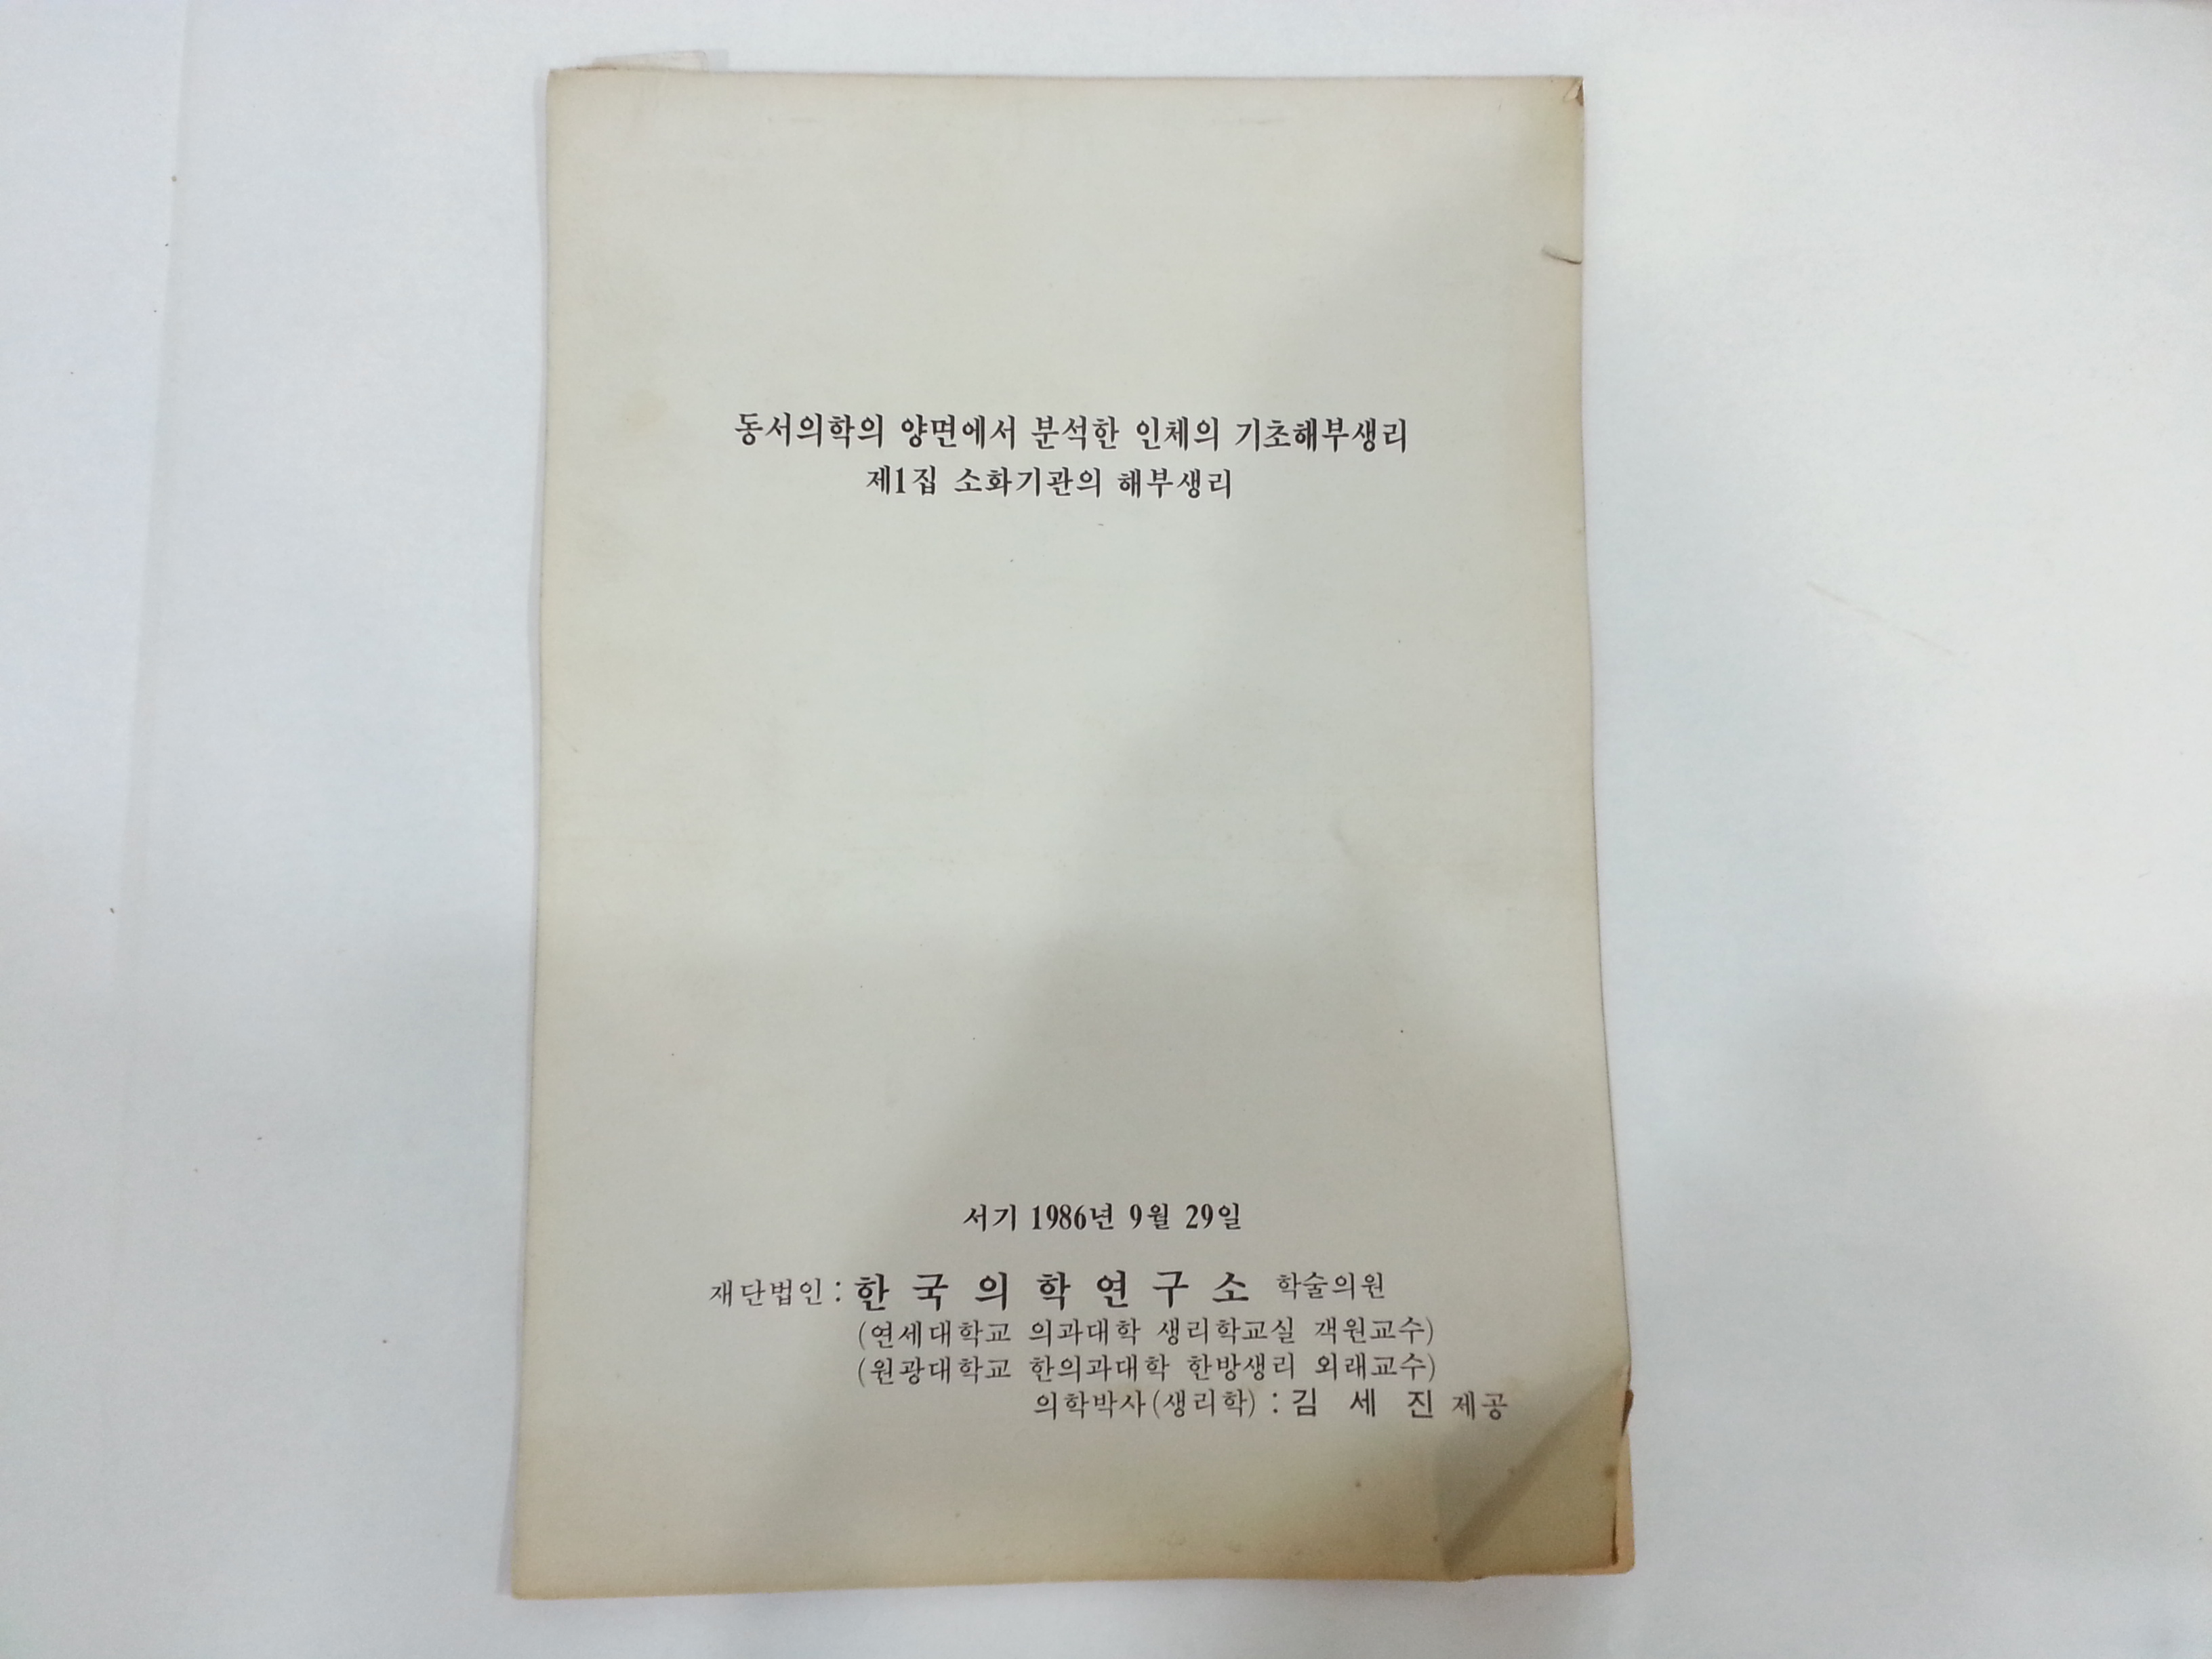 동서의학의 양면에서 분석한 인체의 기초해부생리
제1집 소화기관의 해부생리
서기 1986년 9월 29일
재단법인 : 한 국 의 학 연 구 소 학술의원
(연세대학교 의과대학 생리학교실 객원교수)
(원광대학교 한의과대학 한방생리 외래교수)
의학박사(생리학) : 김 세 진 제공